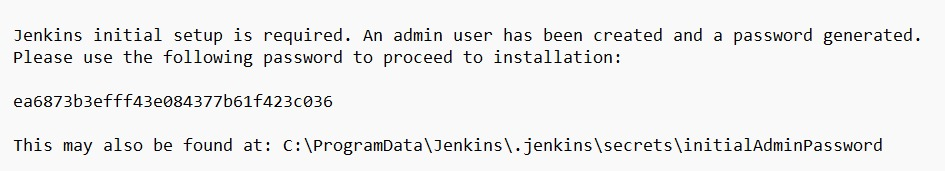 Jenkins initial setup is required. An admin user has been created and a password generated.
Please use the following password to proceed to installation:
ea6873b3efff43e084377b61f423c036
This may also be found at: C:\ProgramData\Jenkins\.jenkins\secrets\initialAdminPassword